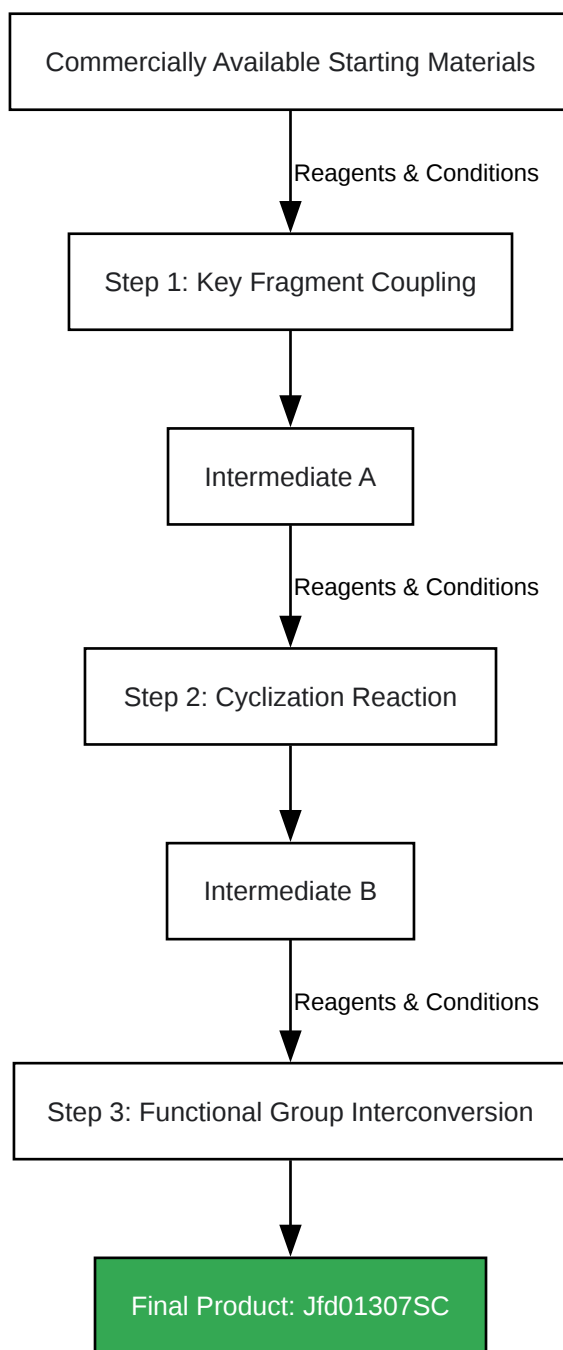 Commercially Available Starting Materials
Reagents & Conditions
Step 1: Key Fragment Coupling
Intermediate A
Reagents & Conditions
Step 2: Cyclization Reaction
Intermediate B
Reagents & Conditions
Step 3: Functional Group Interconversion
Final Product: Jfd01307SC